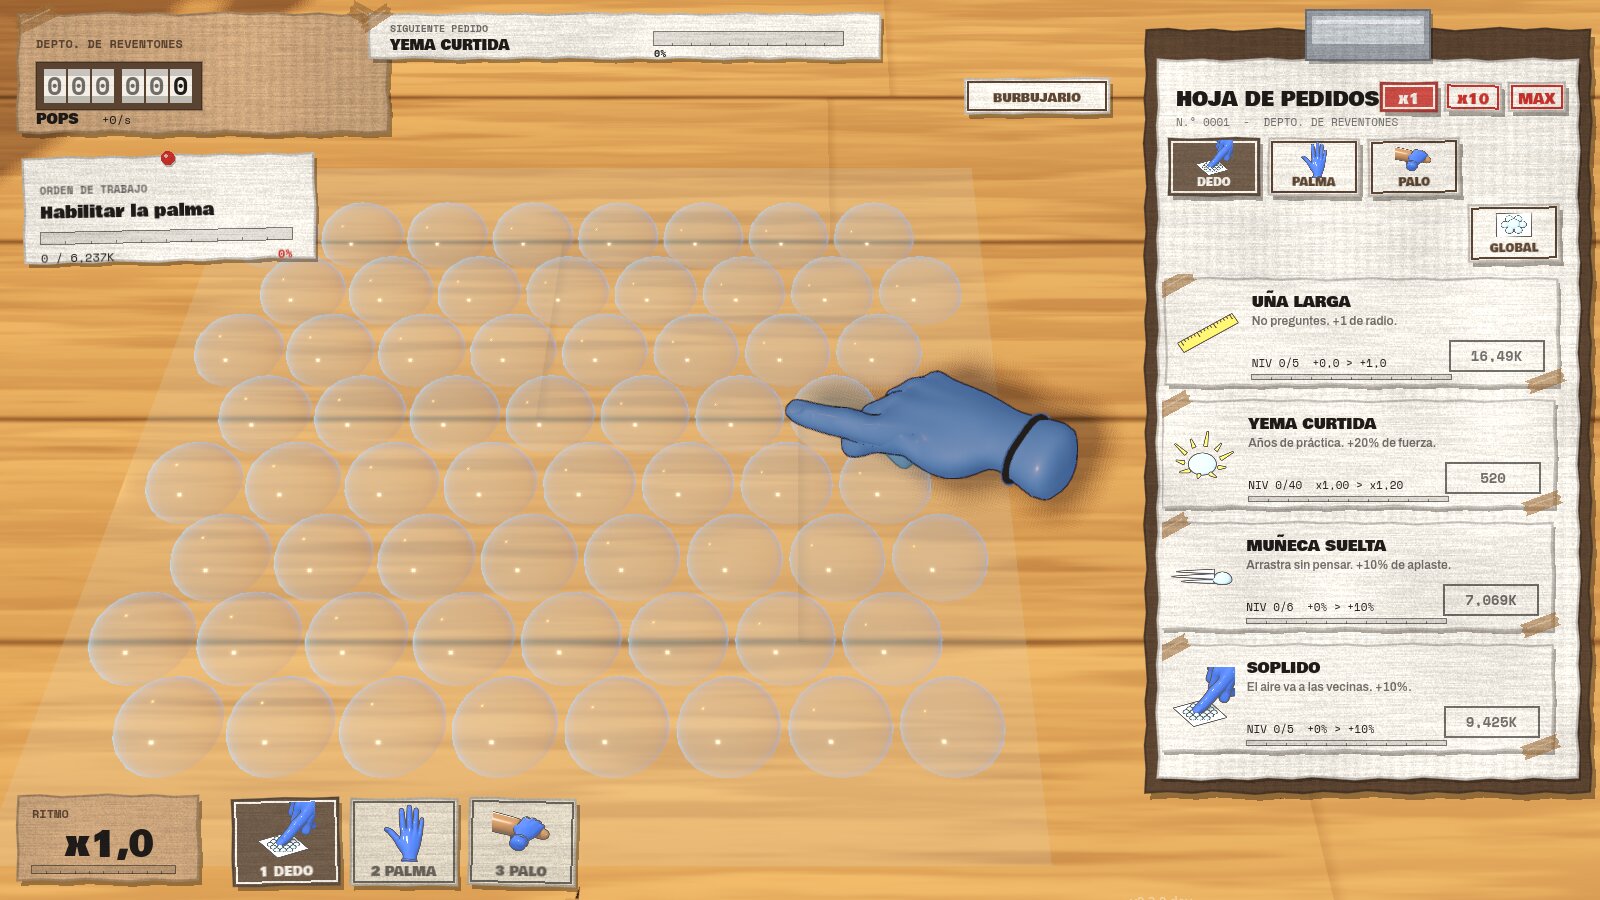 DEPTO. DE REVENTONES
000 000
POPS +0/s
SIGUIENTE PEDIDO
YEMA CURTIDA
0%
BURBUJARIO
ORDEN DE TRABAJO
Habilitar la palma
0 / 6,237K 0%
HOJA DE PEDIDOS x1 x10 MAX
N.° 0001 - DEPTO. DE REVENTONES
DEDO PALMA PALO
GLOBAL
UÑA LARGA
No preguntes. +1 de radio.
NIV 0/5 +0,0 > +1,0 16,49K
YEMA CURTIDA
Años de práctica. +20% de fuerza.
NIV 0/40 x1,00 > x1,20 520
MUÑECA SUELTA
Arrastra sin pensar. +10% de aplaste.
NIV 0/6 +0% > +10% 7,069K
SOPLIDO
El aire va a las vecinas. +10%.
NIV 0/5 +0% > +10% 9,425K
RITMO
x1,0
1 DEDO 2 PALMA 3 PALO